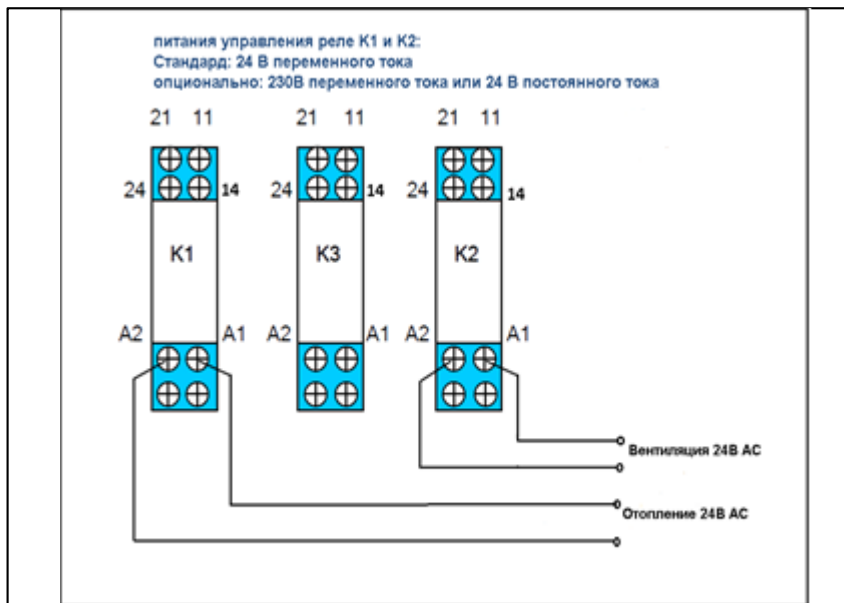 питания управления реле K1 и K2:
Стандард: 24 В переменного тока
опционально: 230В переменного тока или 24 В постоянного тока
21 11 21 11 21 11
24 14 24 14 24 14
K1 K3 K2
A2 A1 A2 A1 A2 A1
Вентиляция 24В АС
Отопление 24В АС